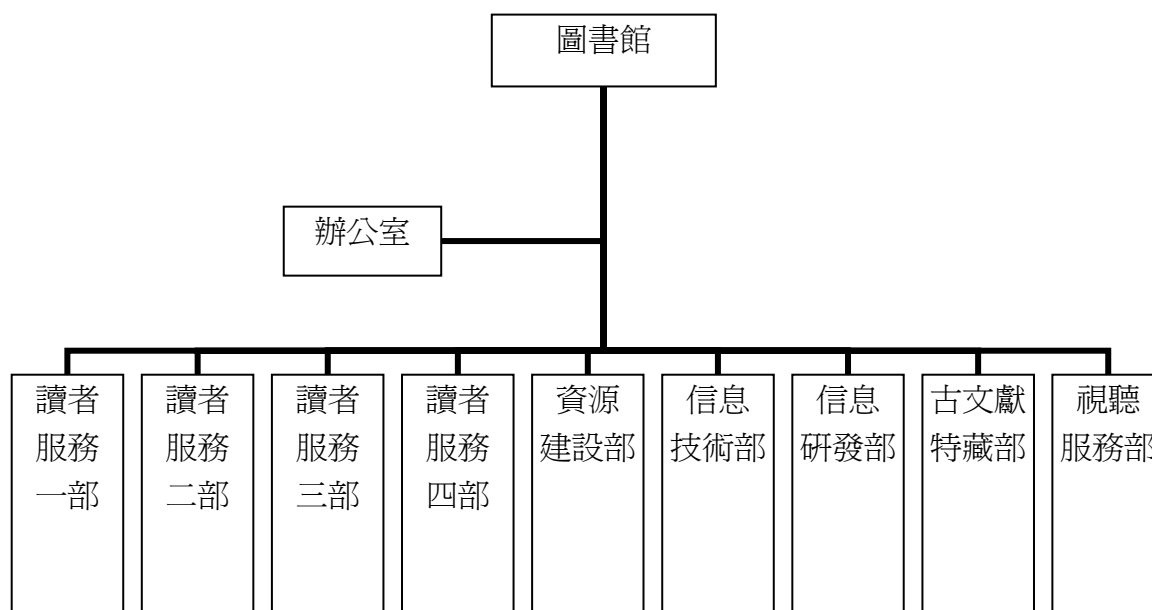 圖書館
辦公室
讀者
服務
一部
讀者
服務
二部
讀者
服務
三部
讀者
服務
四部
資源
建設部
信息
技術部
信息
研發部
古文獻
特藏部
視聽
服務部